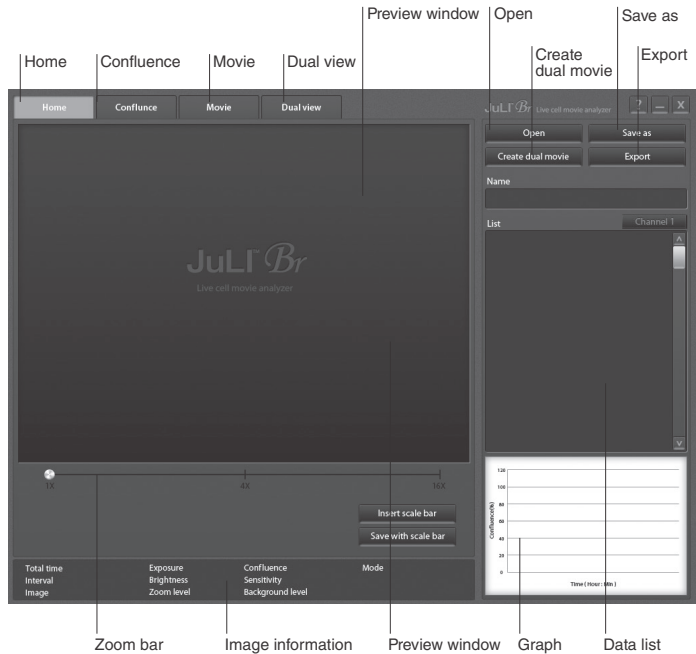 Preview window Open Save as
Home Confluence Movie Dual view
Create
dual movie
Export
Home Conflunce Movie Dual view
JuLI™ Br Live cell movie analyzer ? – X
Open Save as
Create dual movie Export
Name
List Channel 1
JuLI™ Br
Live cell movie analyzer
1X 4X 16X
Insert scale bar
Save with scale bar
120
100
80
60
40
20
0
Confluence(%)
Time ( Hour : Min )
Total time Exposure Confluence Mode
Interval Brightness Sensitivity
Image Zoom level Background level
Zoom bar Image information Preview window Graph Data list